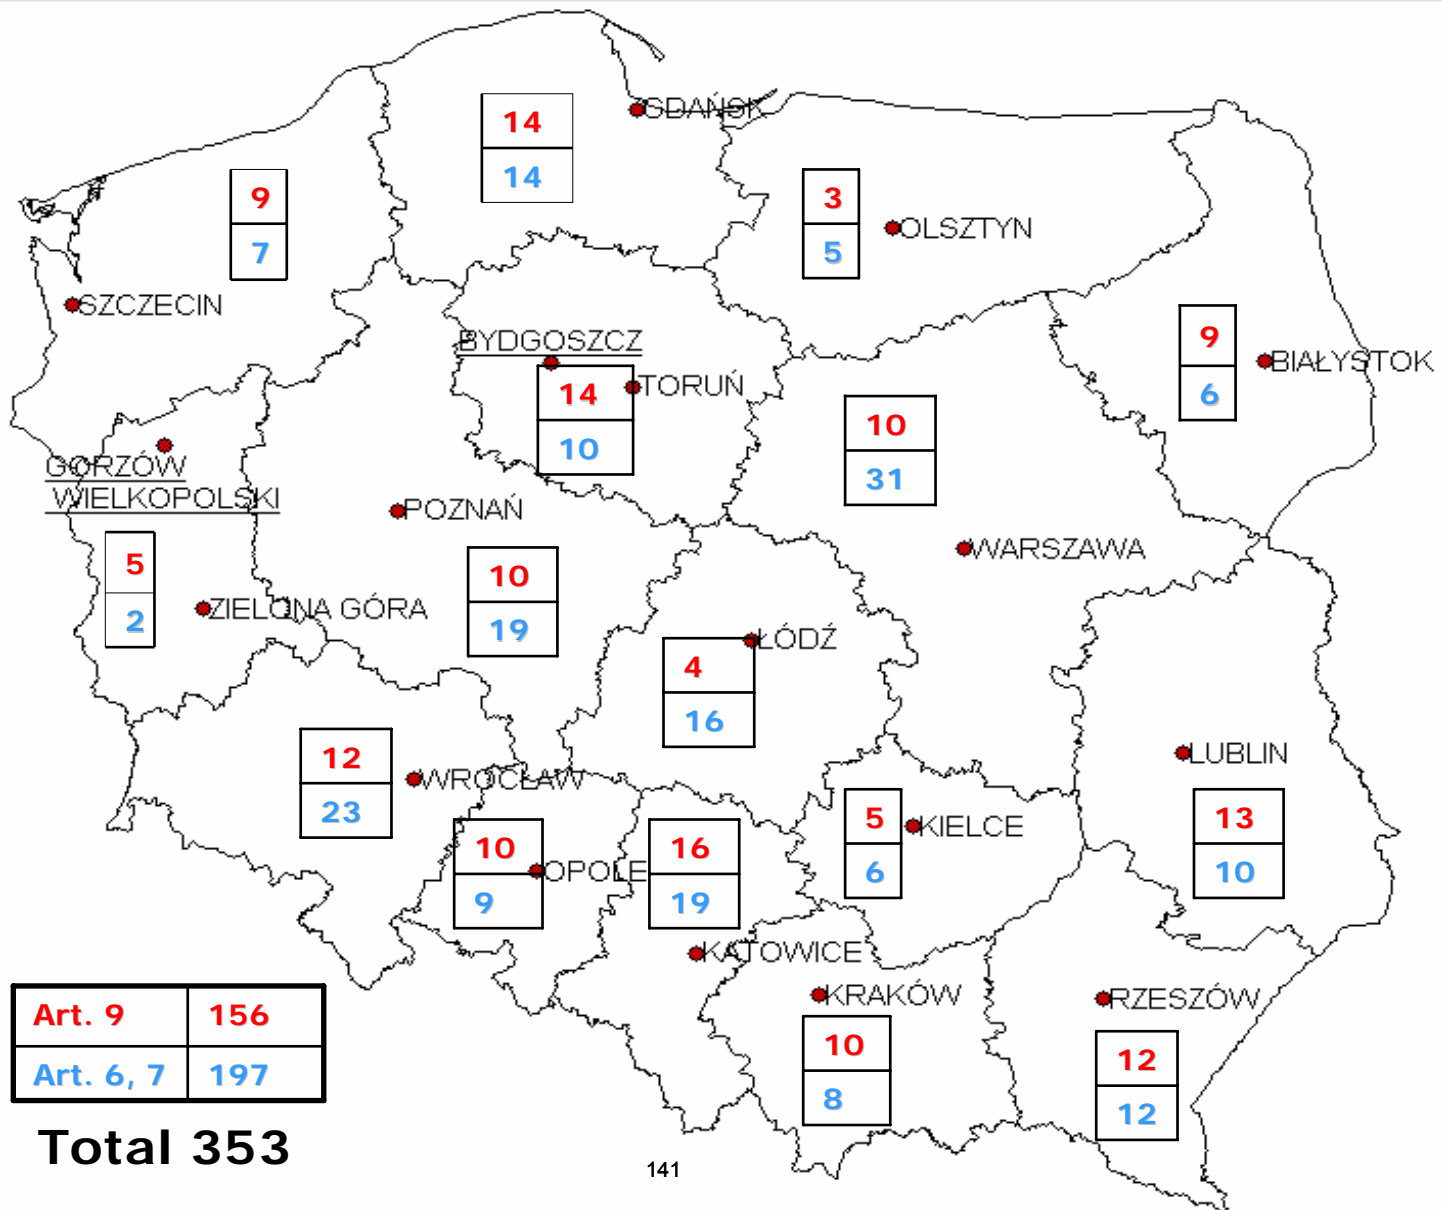 GDAŃSK
14
14
9
7
3
5
OLSZTYN
SZCZECIN
BYDGOSZCZ
9
6
BIAŁYSTOK
TORUŃ
14
10
10
31
GORZÓW
WIELKOPOLSKI
POZNAŃ
WARSZAWA
5
2
ZIELONA GÓRA
10
19
ŁÓDŹ
4
16
12
23
WROCŁAW
LUBLIN
13
10
5
6
KIELCE
10
9
OPOLE
16
19
KATOWICE
KRAKÓW
10
8
RZESZÓW
12
12
Art. 9 156
Art. 6, 7 197
Total 353
141